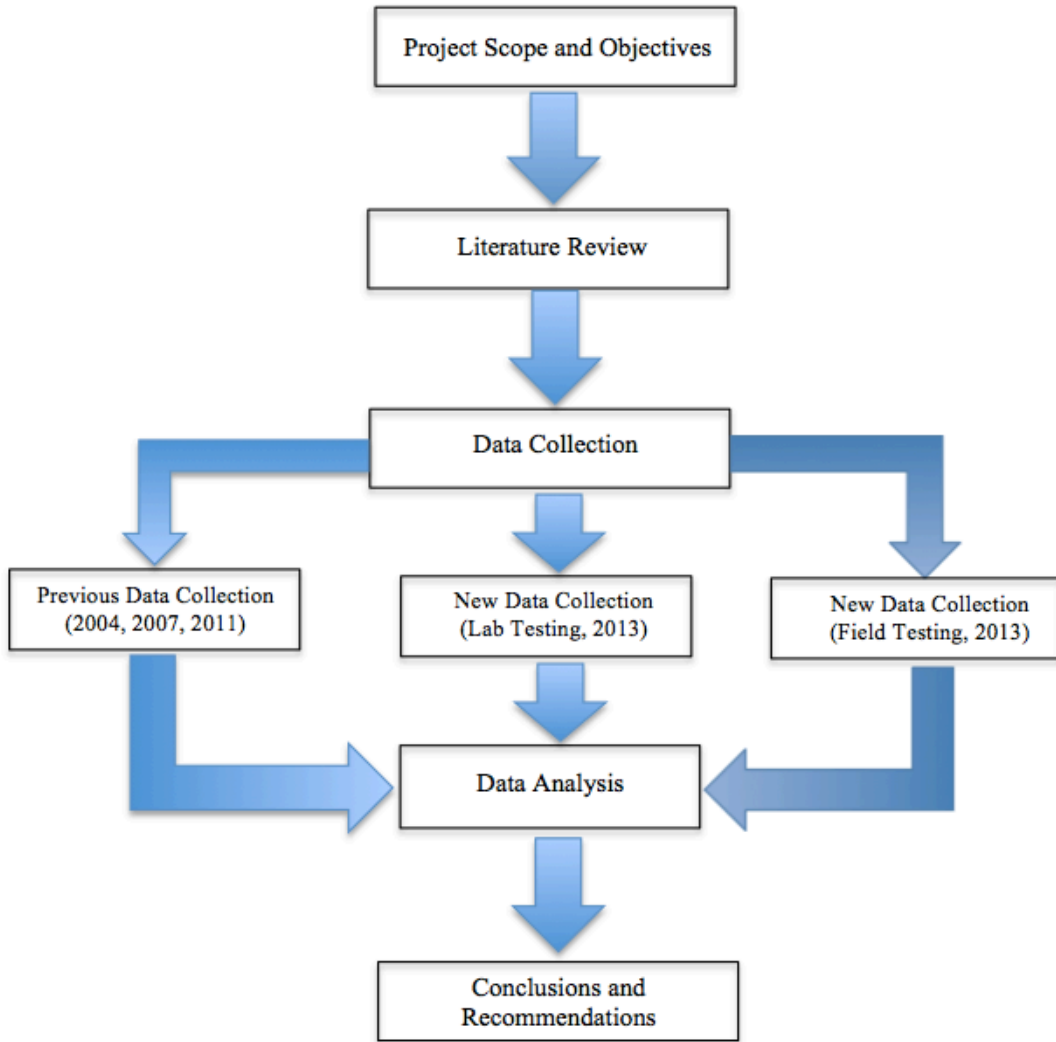 Project Scope and Objectives
Literature Review
Data Collection
Previous Data Collection
(2004, 2007, 2011)
New Data Collection
(Lab Testing, 2013)
New Data Collection
(Field Testing, 2013)
Data Analysis
Conclusions and
Recommendations